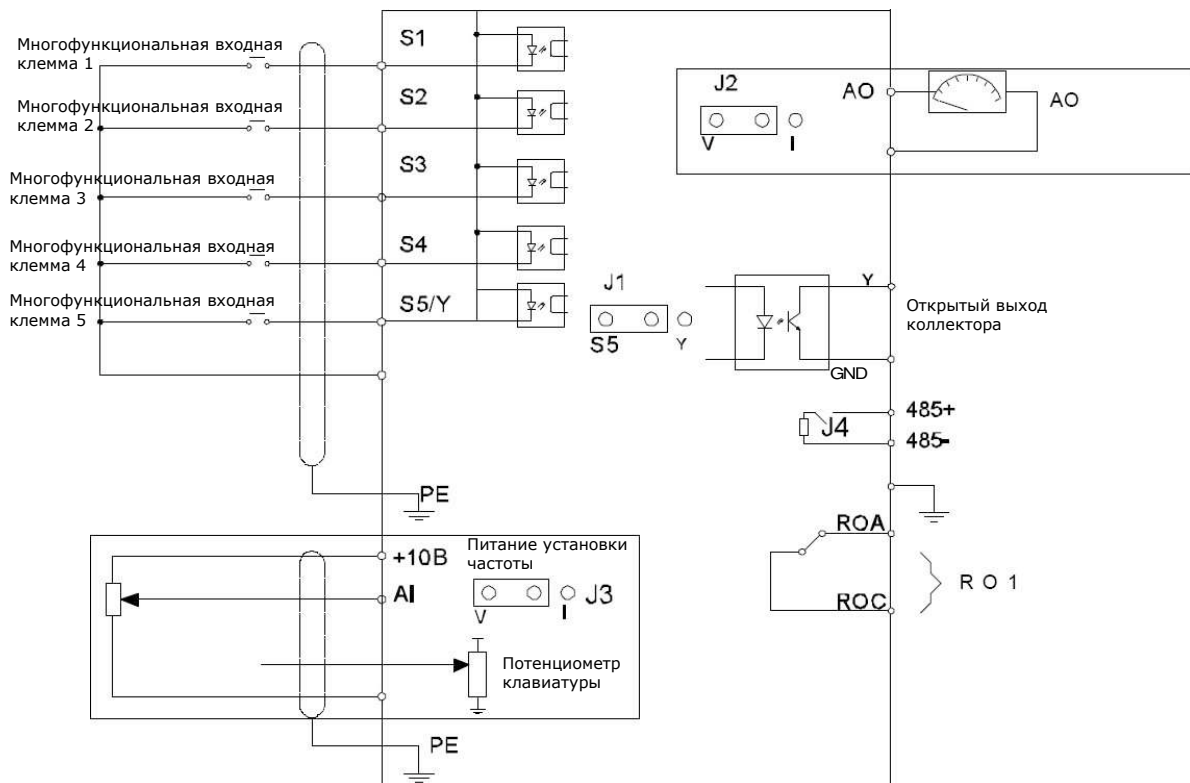 Многофункциональная входная
клемма 1
S1
Многофункциональная входная
клемма 2
S2
Многофункциональная входная
клемма 3
S3
Многофункциональная входная
клемма 4
S4
Многофункциональная входная
клемма 5
S5/Y
J2
V
I
AO
AO
J1
S5
Y
Y
GND
Открытый выход
коллектора
485+
485-
J4
PE
ROA
ROC
R O 1
+10В
AI
Питание установки
частоты
V
I
J3
Потенциометр
клавиатуры
PE